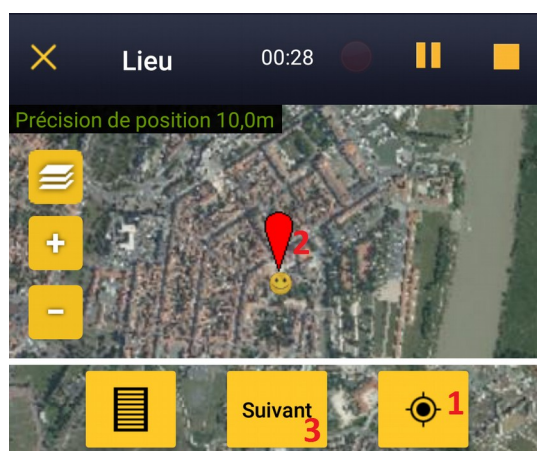 Lieu 00:28
Précision de position 10,0m
+
2
-
Suivant 3 1